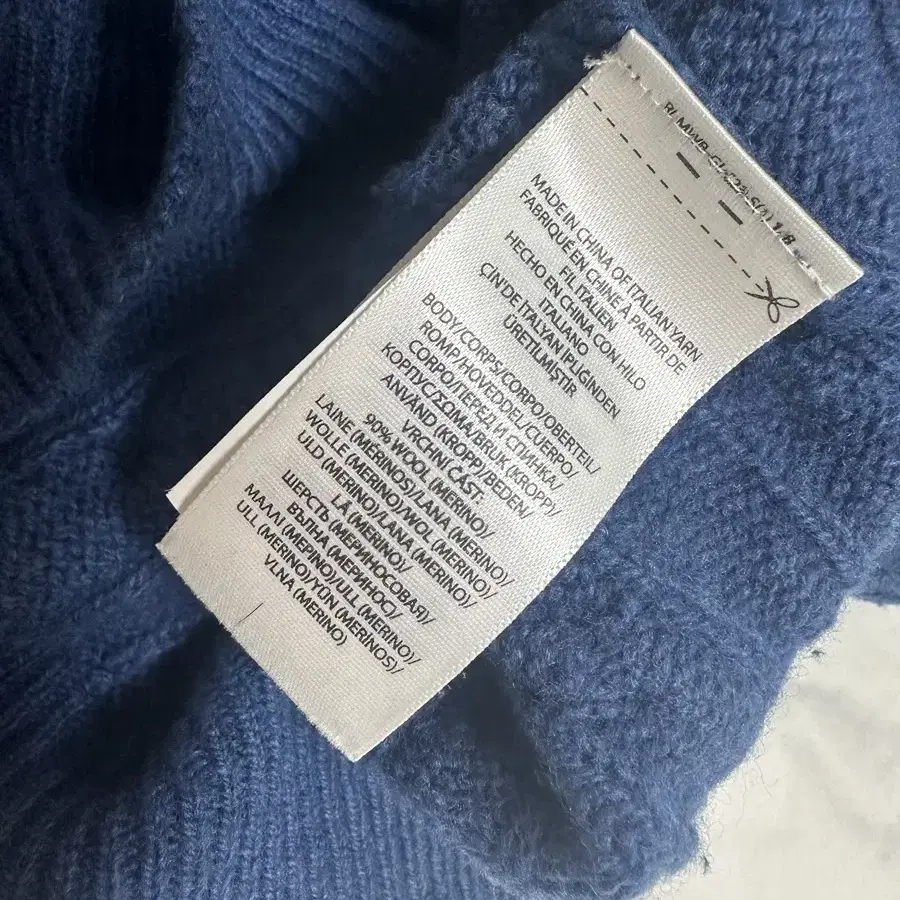 MADE IN CHINA OF ITALIAN YARN
FABRIQUÉ EN CHINE À PARTIR DE
FIL ITALIEN
HECHO EN CHINA CON HILO
ITALIANO
ÇİN'DE İTALYAN İPLİĞİNDEN
ÜRETİLMİŞTİR
BODY/CORPS/CORPO/OBERTEIL/
ROMP/HOVEDDEL/CUERPO/
CORPO/ПЕРЕД И СПИНКА/
КОРПУС/ΣΩΜΑ/BRUK (KROPP)/
ANVÄND (KROPP)/BEDEN/
VRCHNÍ ČÁST:
90% WOOL (MERINO)/
LAINE (MERINOS)/LANA (MERINO)/
WOLLE (MERINO)/WOL (MERINO)/
ULD (MERINO)/LANA (MERINO)/
LÃ (MERINO)/
ШЕРСТЬ (МЕРИНОСОВАЯ)/
ВЪЛНА (МЕРИНОС)/
ΜΑΛΛΙ (ΜΕΡΙΝΟ)/ULL (MERINO)/
ULL (MERINO)/YÜN (MERINOS)/
VLNA (MERINO)